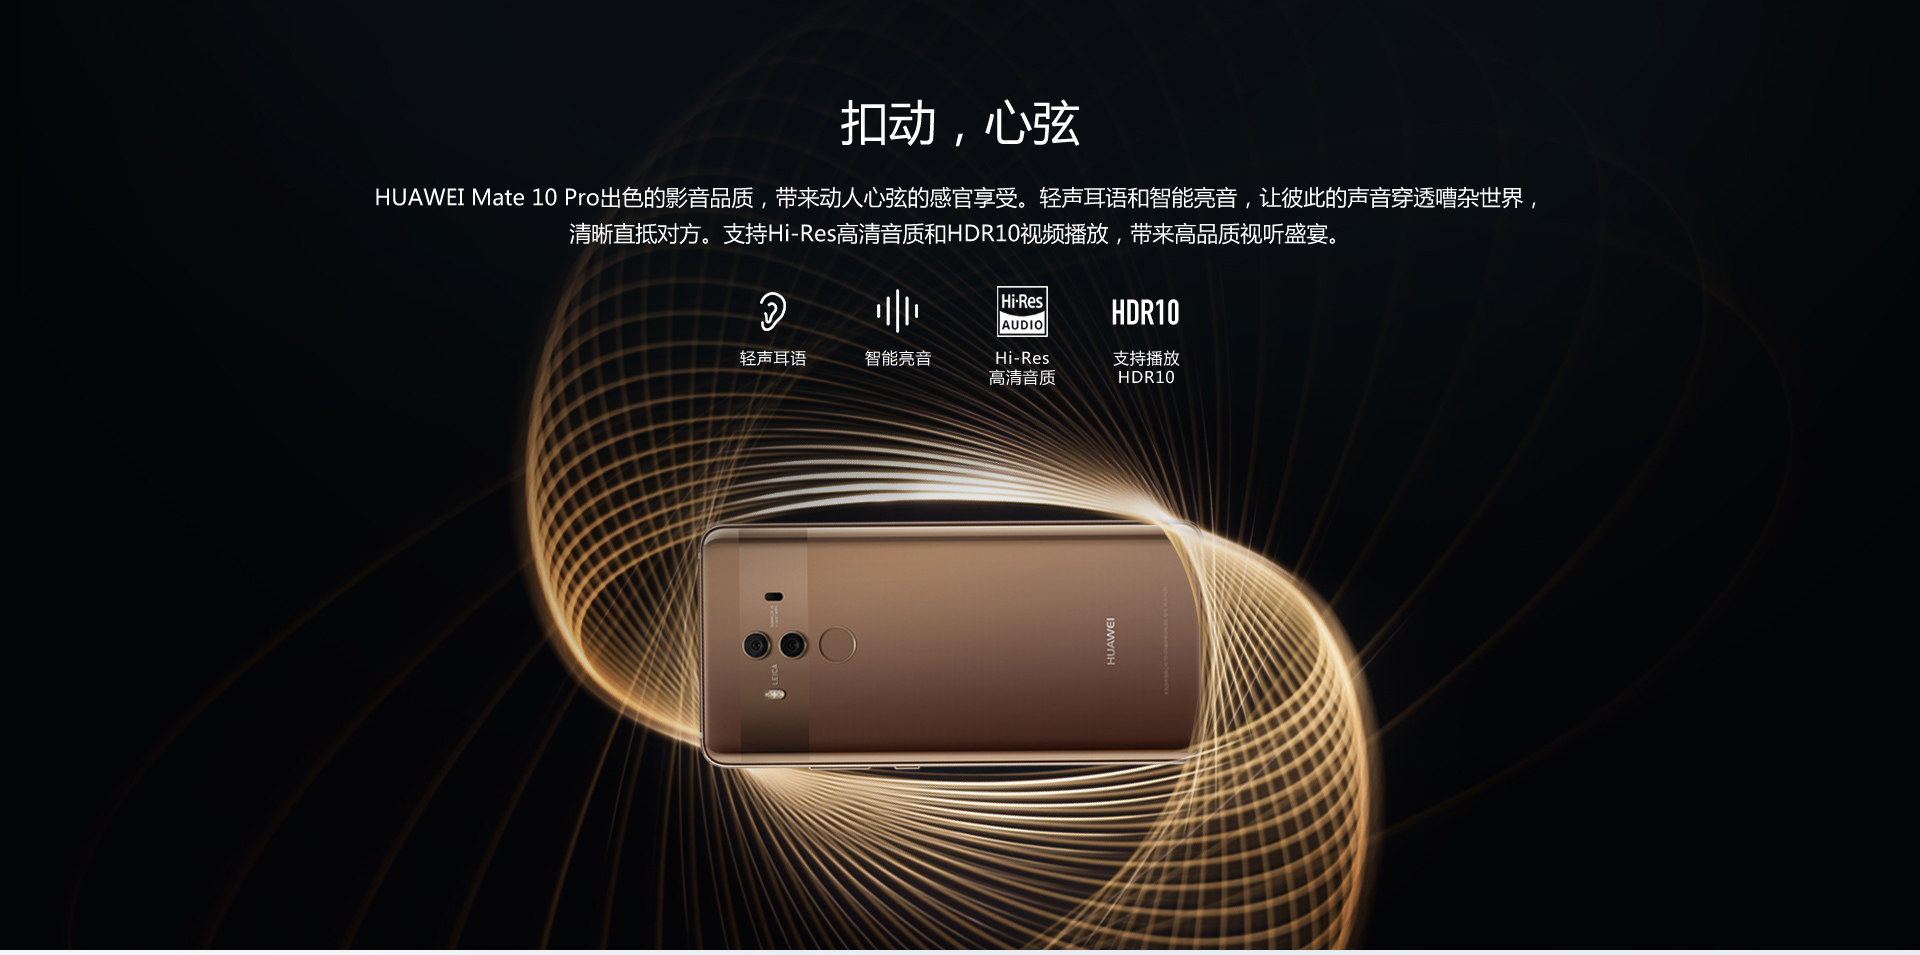 扣动，心弦
HUAWEI Mate 10 Pro出色的影音品质，带来动人心弦的感官享受。轻声耳语和智能亮音，让彼此的声音穿透嘈杂世界，
清晰直抵对方。支持Hi-Res高清音质和HDR10视频播放，带来高品质视听盛宴。
Hi-Res
AUDIO
HDR10
轻声耳语
智能亮音
Hi-Res
高清音质
支持播放
HDR10
LEICA
HUAWEI